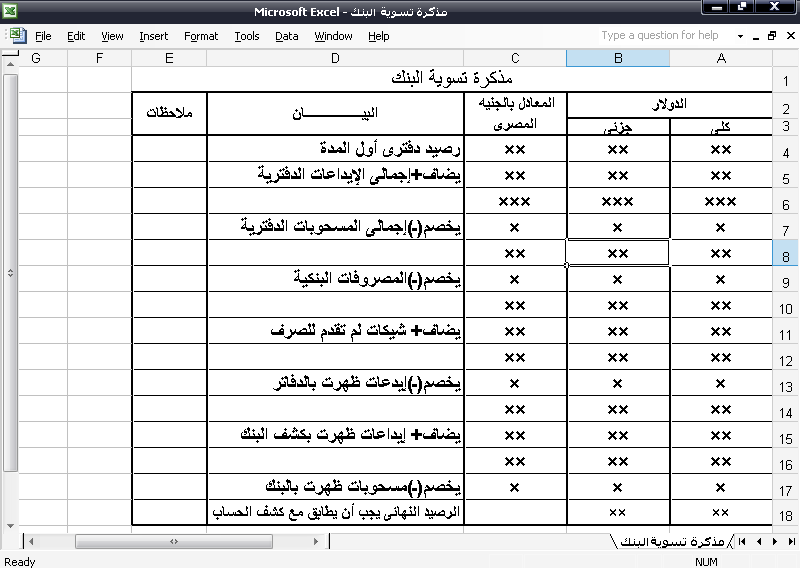 Microsoft Excel - مذكرة تسوية البنك
File Edit View Insert Format Tools Data Window Help
Type a question for help
G F E D C B A
1 مذكرة تسوية البنك
2 الدولار المعادل بالجنيه البيـــــــــــــان ملاحظات
3 كلى جزئى المصرى
4 ×× ×× ×× رصيد دفترى أول المدة
5 ×× ×× ×× يضاف+إجمالى الإيداعات الدفترية
6 ××× ××× ×××
7 × × × يخصم(-)إجمالى المسحوبات الدفترية
8 ×× ×× ××
9 × × × يخصم(-)المصروفات البنكية
10 ×× ×× ××
11 ×× ×× ×× يضاف+ شيكات لم تقدم للصرف
12 ×× ×× ××
13 × × × يخصم(-)إيدعات ظهرت بالدفاتر
14 ×× ×× ××
15 ×× ×× ×× يضاف+ إيداعات ظهرت بكشف البنك
16 ×× ×× ××
17 × × × يخصم(-)مسحوبات ظهرت بالبنك
18 ×× ×× الرصيد النهائى يجب أن يطابق مع كشف الحساب
مذكرة تسوية البنك
Ready NUM